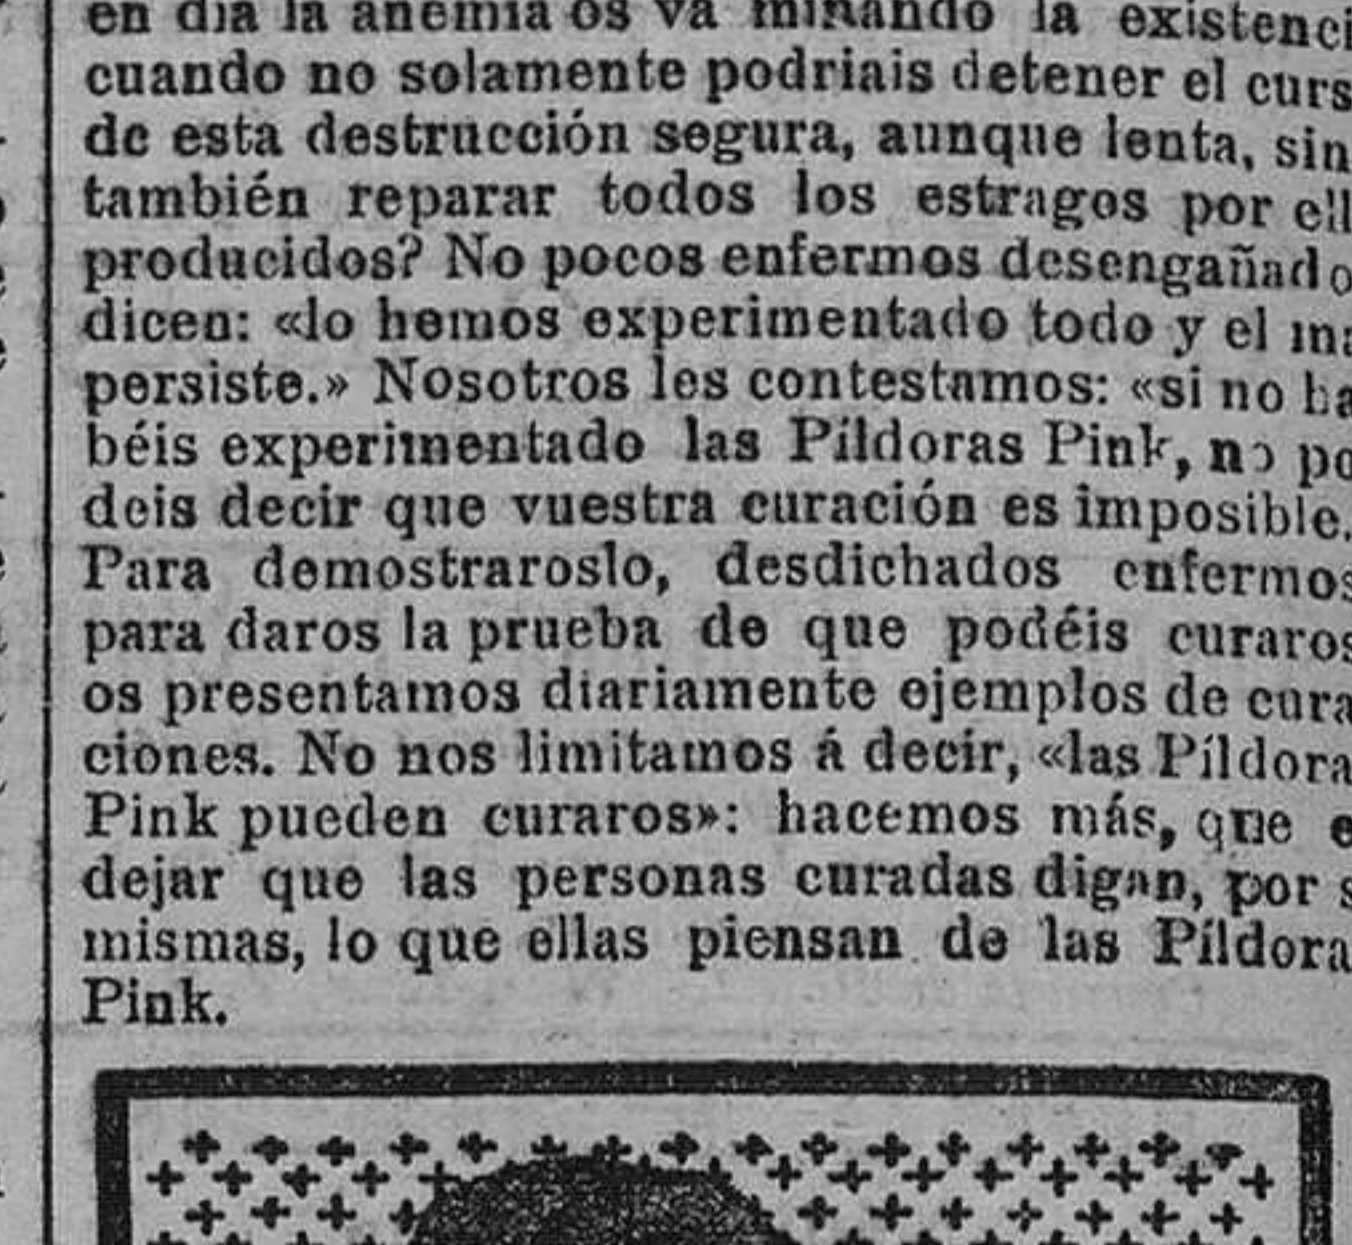 en dia la anemia os va minando la existenci
cuando no solamente podriais detener el curs
de esta destrucción segura, aunque lenta, sin
también reparar todos los estragos por ell
producidos? No pocos enfermos desengañado
dicen: «lo hemos experimentado todo y el ma
persiste.» Nosotros les contestamos: «si no ha
béis experimentado las Píldoras Pink, no po
deis decir que vuestra curación es imposible.
Para demostraroslo, desdichados enfermos
para daros la prueba de que podéis curaros
os presentamos diariamente ejemplos de cura
ciones. No nos limitamos á decir, «las Píldora
Pink pueden curaros»: hacemos más, que e
dejar que las personas curadas digan, por s
mismas, lo que ellas piensan de las Píldora
Pink.